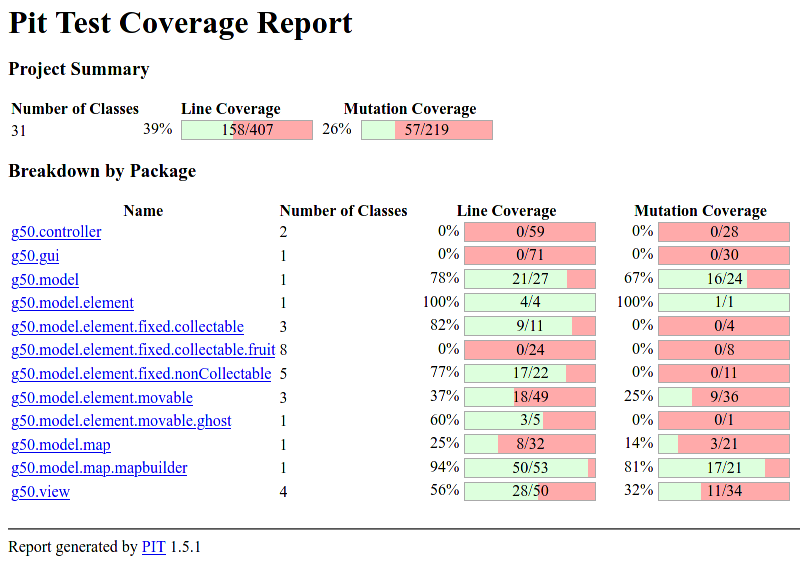 Pit Test Coverage Report
Project Summary
Number of Classes Line Coverage Mutation Coverage
31 39% 158/407 26% 57/219
Breakdown by Package
Name Number of Classes Line Coverage Mutation Coverage
g50.controller 2 0% 0/59 0% 0/28
g50.gui 1 0% 0/71 0% 0/30
g50.model 1 78% 21/27 67% 16/24
g50.model.element 1 100% 4/4 100% 1/1
g50.model.element.fixed.collectable 3 82% 9/11 0% 0/4
g50.model.element.fixed.collectable.fruit 8 0% 0/24 0% 0/8
g50.model.element.fixed.nonCollectable 5 77% 17/22 0% 0/11
g50.model.element.movable 3 37% 18/49 25% 9/36
g50.model.element.movable.ghost 1 60% 3/5 0% 0/1
g50.model.map 1 25% 8/32 14% 3/21
g50.model.map.mapbuilder 1 94% 50/53 81% 17/21
g50.view 4 56% 28/50 32% 11/34
Report generated by PIT 1.5.1